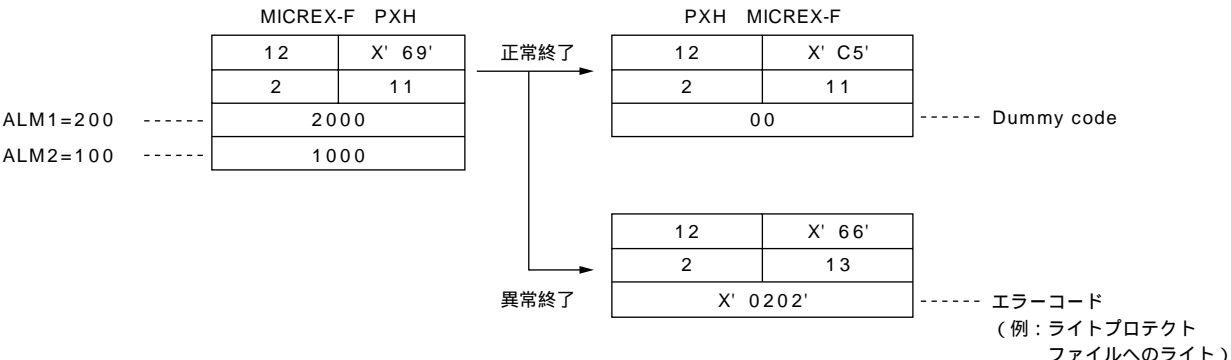 MICREX-F PXH
12 X' 69'
2 11
ALM1=200 ------ 2000
ALM2=100 ------ 1000
正常終了
PXH MICREX-F
12 X' C5'
2 11
00 ------ Dummy code
異常終了
12 X' 66'
2 13
X' 0202' ------ エラーコード
(例：ライトプロテクト
ファイルへのライト)